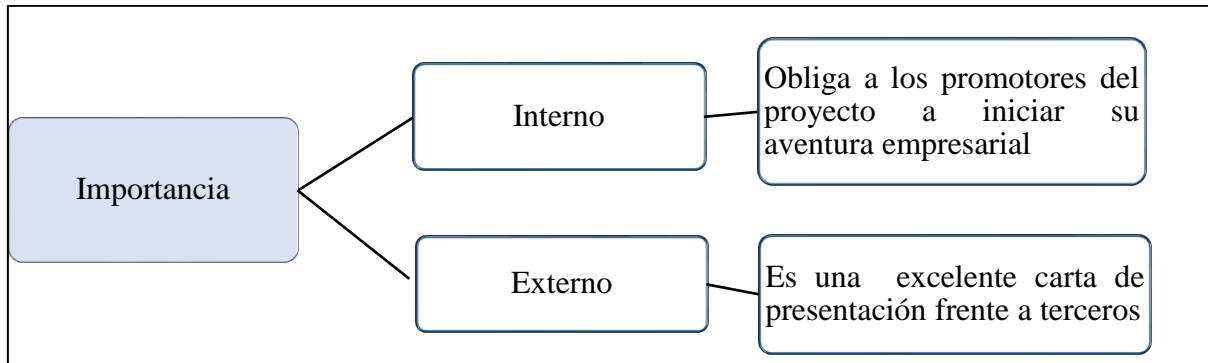 Importancia
Interno
Obliga a los promotores del
proyecto a iniciar su
aventura empresarial
Externo
Es una excelente carta de
presentación frente a terceros